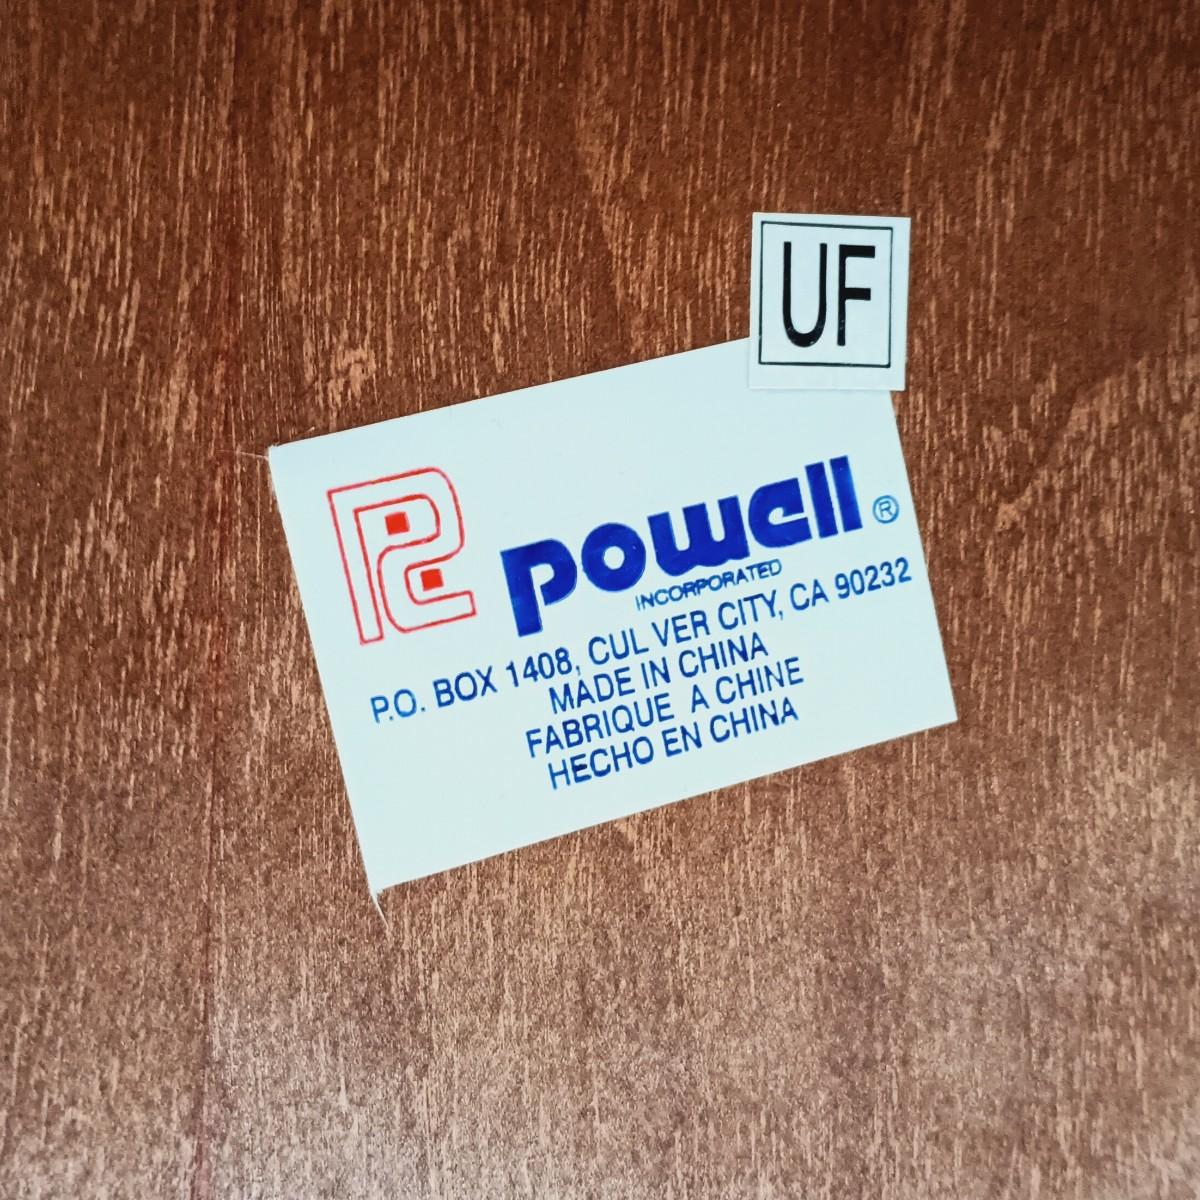 UF
powell ®
INCORPORATED
P.O. BOX 1408, CUL VER CITY, CA 90232
MADE IN CHINA
FABRIQUE A CHINE
HECHO EN CHINA